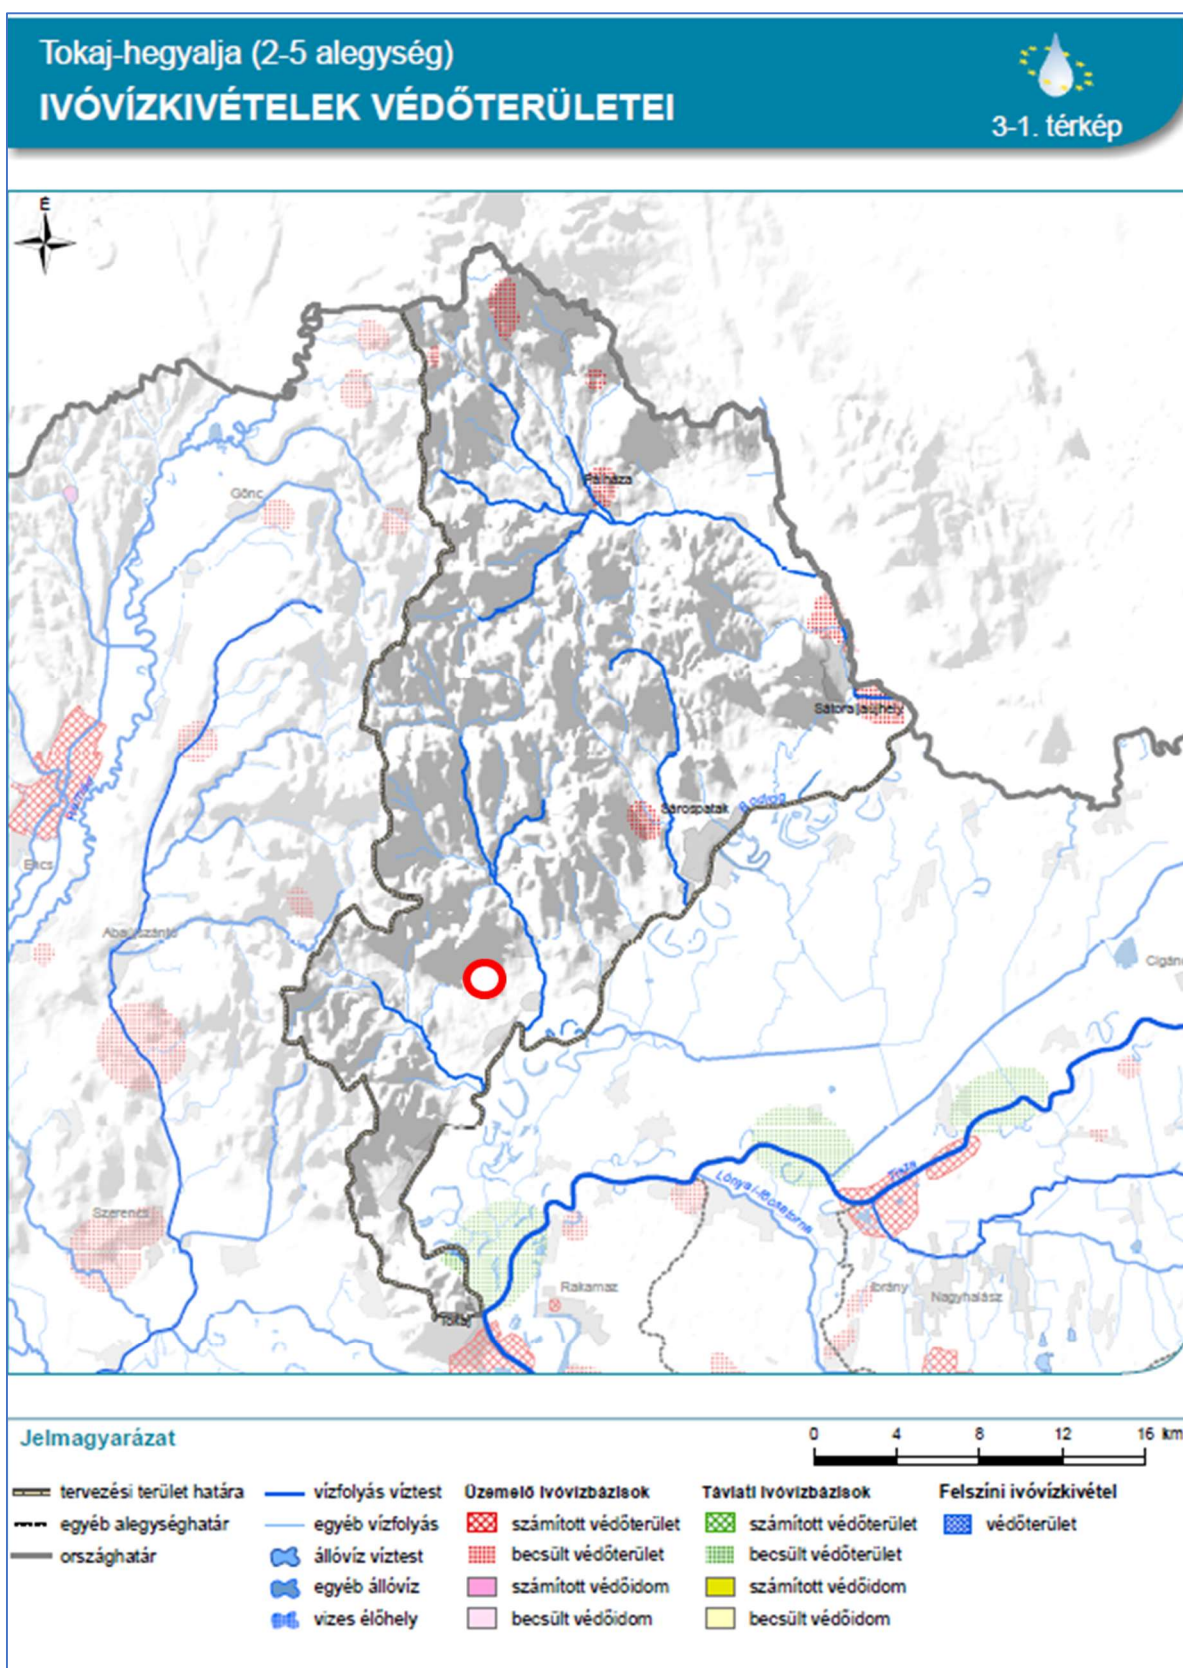 Tokaj-hegyalja (2-5 alegység)
IVÓVÍZKIVÉTELEK VÉDŐTERÜLETEI
3-1. térkép
É
Gönc
Pálháza
Sátoraljaújhely
Sárospatak
Bodrog
Encs
Abaújszántó
Cigánd
Tisza
Lónyai-főcsatorna
Szerencs
Rakamaz
Ibrány
Nagyhalász
Tokaj
Jelmagyarázat
0 4 8 12 16 km
tervezési terület határa
egyéb alegységhatár
országhatár
vízfolyás víztest
egyéb vízfolyás
állóvíz víztest
egyéb állóvíz
vizes élőhely
Üzemelő ivóvízbázisok
számított védőterület
becsült védőterület
számított védőidom
becsült védőidom
Távlati ivóvízbázisok
számított védőterület
becsült védőterület
számított védőidom
becsült védőidom
Felszíni ivóvízkivétel
védőterület